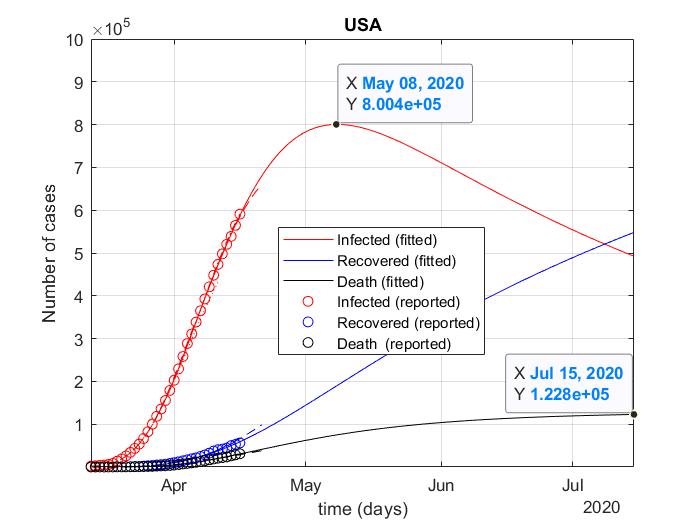 USA
×10⁵
10
9
8
7
6
5
4
3
2
1
Number of cases
X May 08, 2020
Y 8.004e+05
Infected (fitted)
Recovered (fitted)
Death (fitted)
Infected (reported)
Recovered (reported)
Death (reported)
X Jul 15, 2020
Y 1.228e+05
Apr May Jun Jul
time (days) 2020